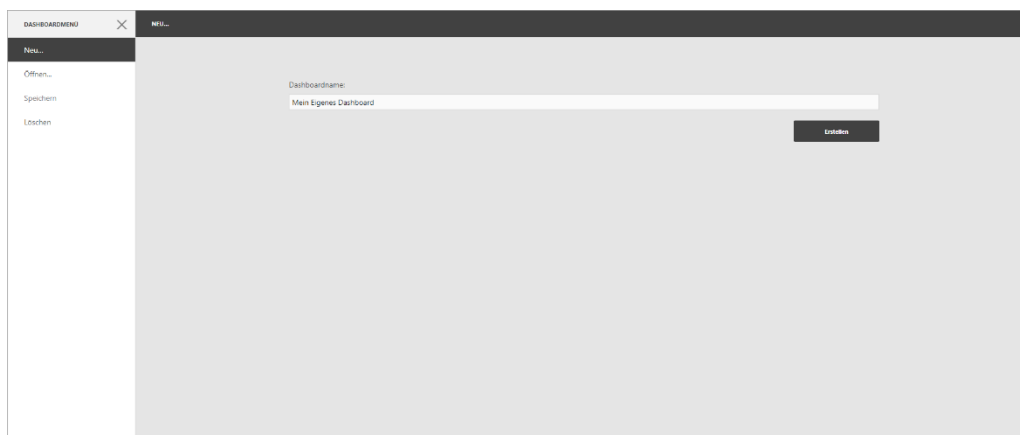 DASHBOARDMENÜ
NEU...
Neu...
Öffnen...
Speichern
Löschen
Dashboardname:
Mein Eigenes Dashboard
Erstellen